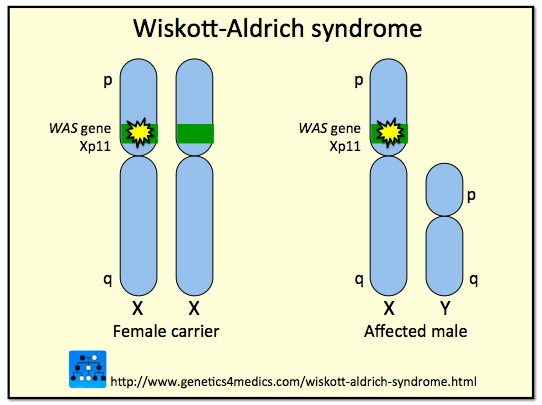 Wiskott-Aldrich syndrome
p
WAS gene
Xp11
q
X X
Female carrier
p
WAS gene
Xp11
p
q
q
X Y
Affected male
http://www.genetics4medics.com/wiskott-aldrich-syndrome.html